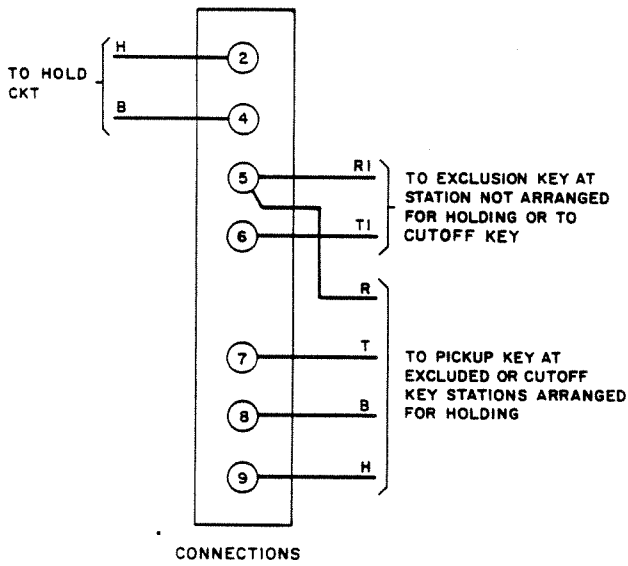 H
2
TO HOLD
CKT
B
4
5
R1
TO EXCLUSION KEY AT
STATION NOT ARRANGED
FOR HOLDING OR TO
CUTOFF KEY
6
T1
R
7
T
TO PICKUP KEY AT
EXCLUDED OR CUTOFF
KEY STATIONS ARRANGED
FOR HOLDING
8
B
9
H
CONNECTIONS